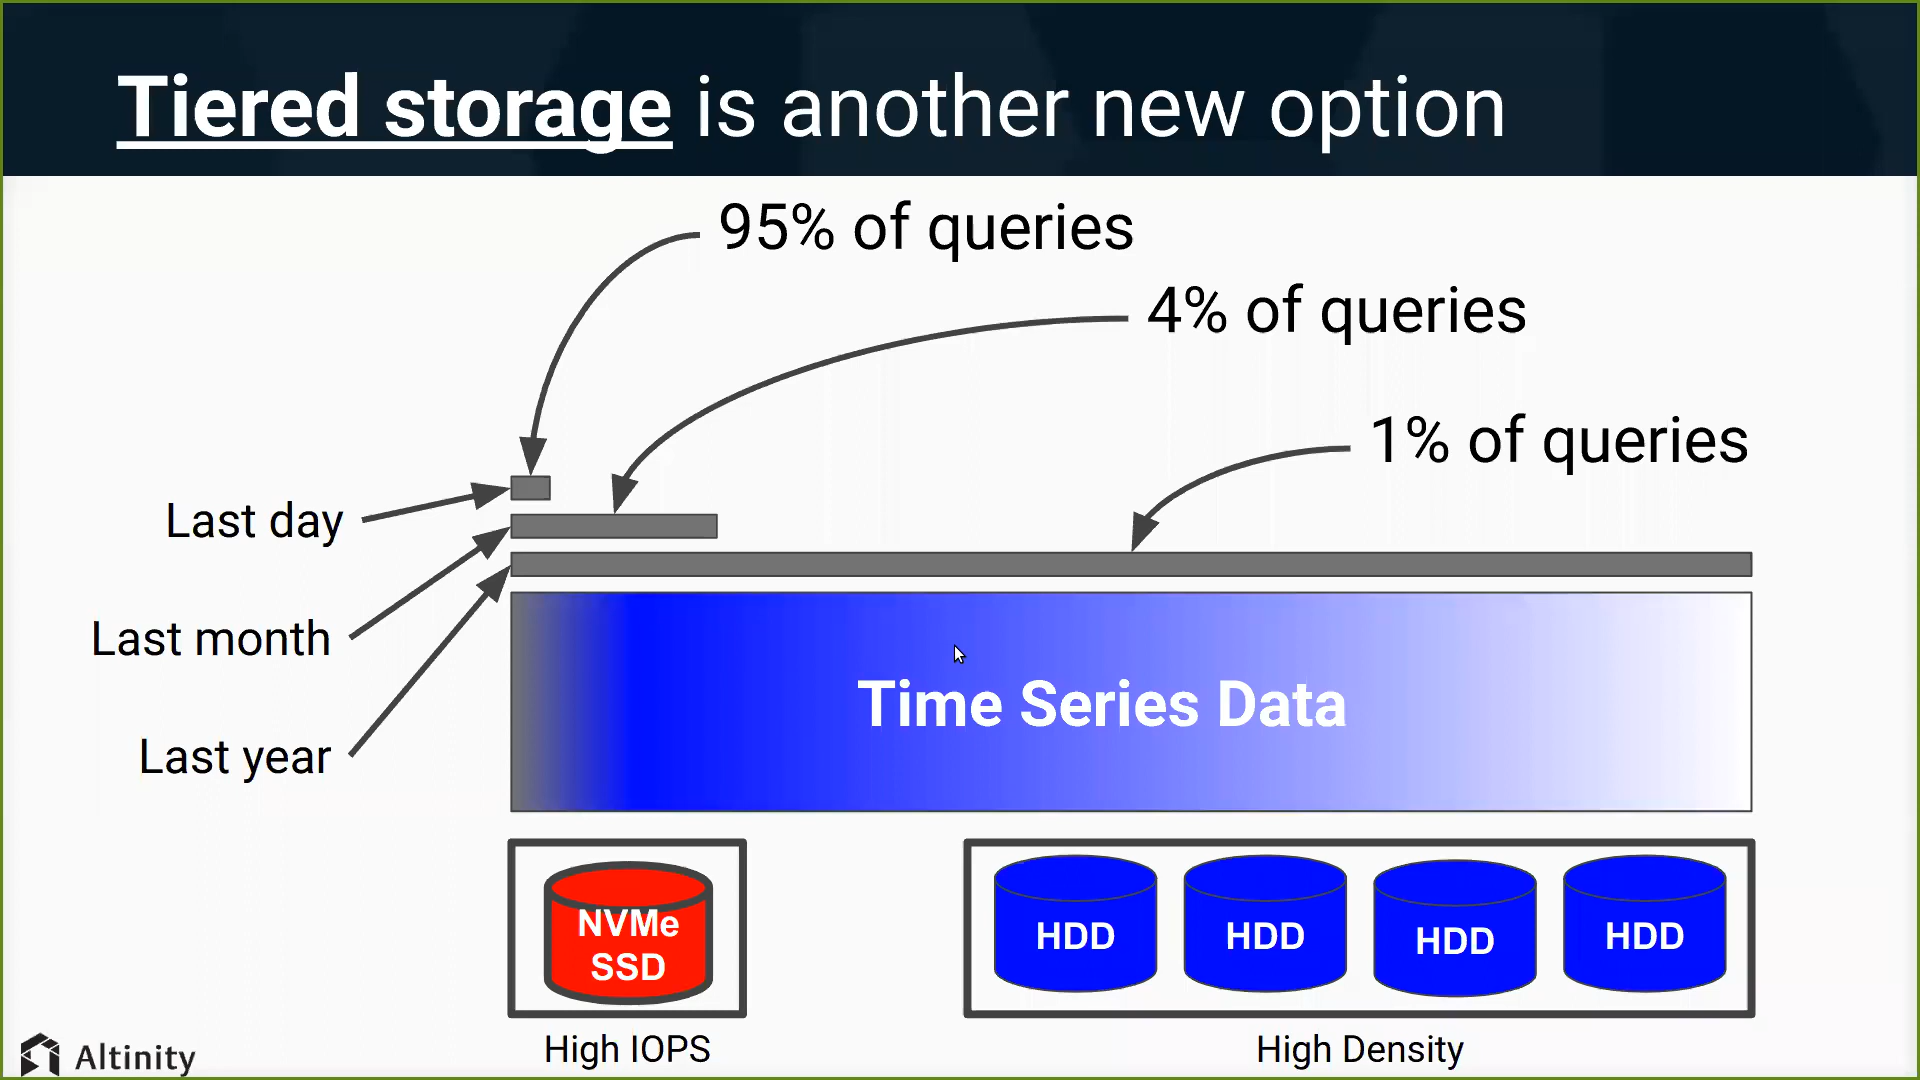 Tiered storage is another new option
95% of queries
4% of queries
1% of queries
Last day
Last month
Last year
Time Series Data
NVMe
SSD
HDD
HDD
HDD
HDD
High IOPS
High Density
Altinity